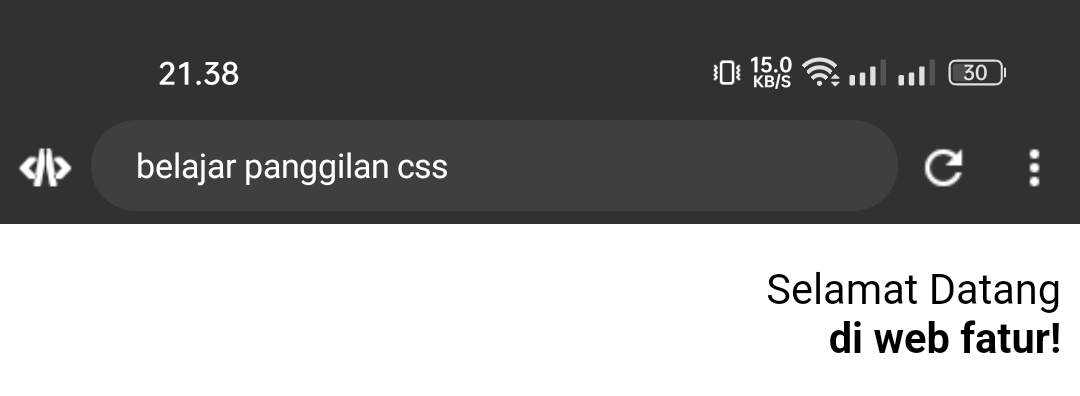 21.38
15.0
KB/S
30
belajar panggilan css
Selamat Datang
di web fatur!